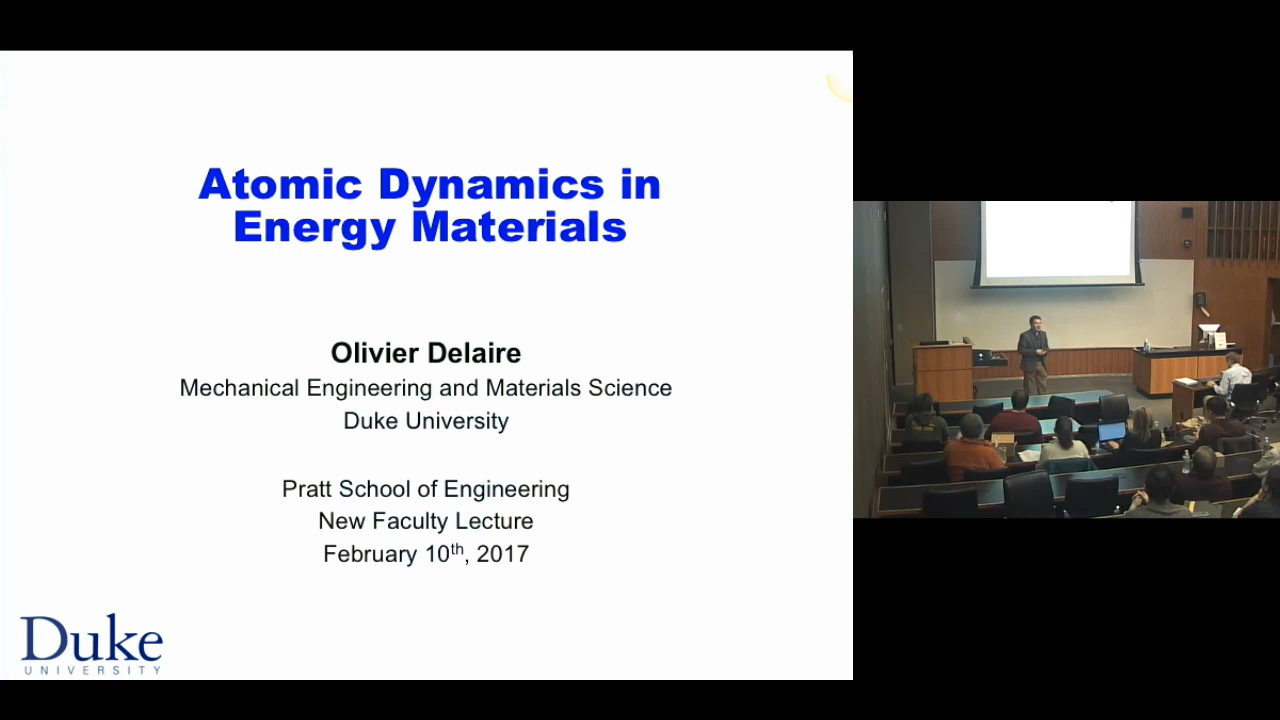 Atomic Dynamics in
Energy Materials
Olivier Delaire
Mechanical Engineering and Materials Science
Duke University
Pratt School of Engineering
New Faculty Lecture
February 10th, 2017
Duke
UNIVERSITY